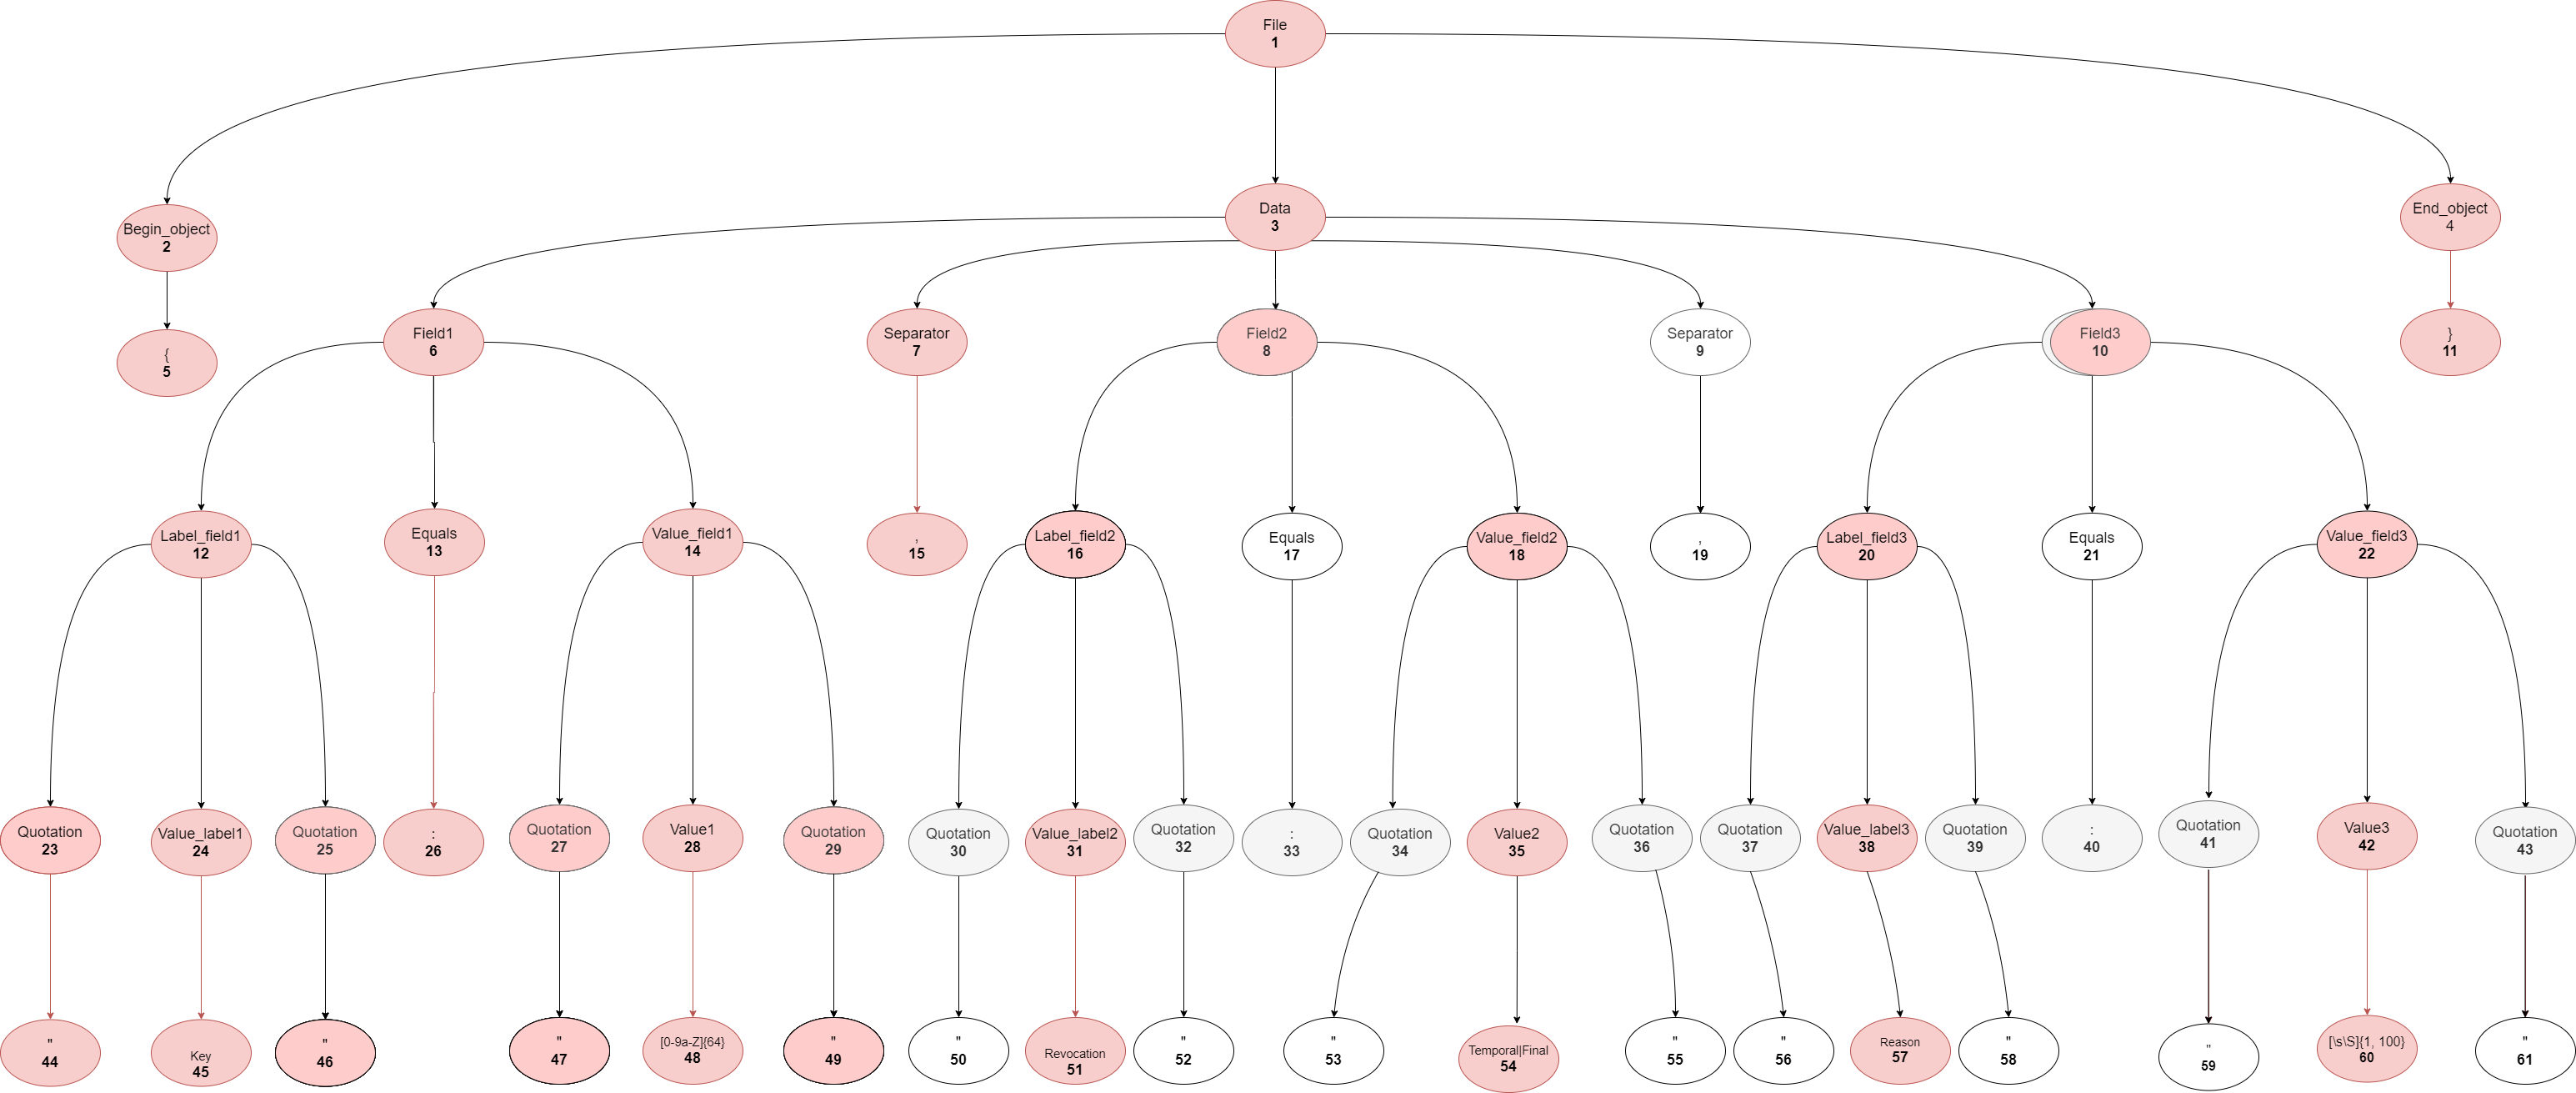 File
1
Data
3
Begin_object
2
End_object
4
{
5
Field1
6
Separator
7
Field2
8
Separator
9
Field3
10
}
11
Label_field1
12
Equals
13
Value_field1
14
,
15
Label_field2
16
Equals
17
Value_field2
18
,
19
Label_field3
20
Equals
21
Value_field3
22
Quotation
23
Value_label1
24
Quotation
25
:
26
Quotation
27
Value1
28
Quotation
29
Quotation
30
Value_label2
31
Quotation
32
:
33
Quotation
34
Value2
35
Quotation
36
Quotation
37
Value_label3
38
Quotation
39
:
40
Quotation
41
Value3
42
Quotation
43
"
44
Key
45
"
46
"
47
[0-9a-Z]{64}
48
"
49
"
50
Revocation
51
"
52
"
53
Temporal|Final
54
"
55
"
56
Reason
57
"
58
"
59
[\s\S]{1, 100}
60
"
61